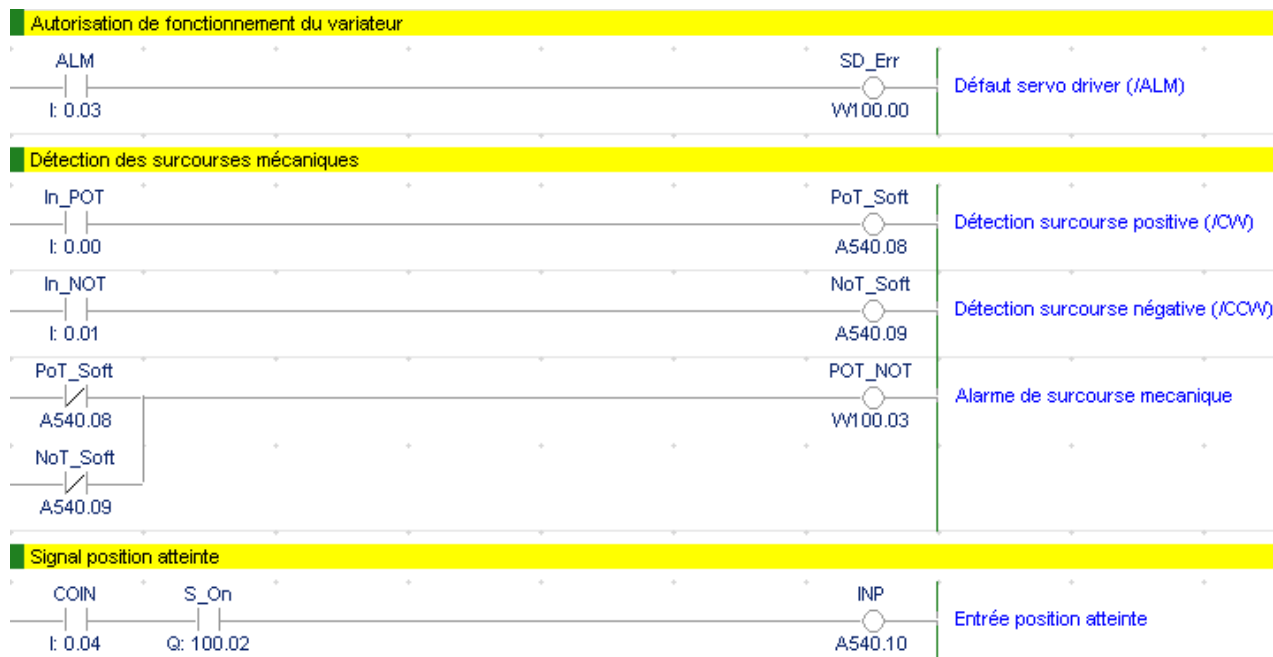 Autorisation de fonctionnement du variateur
ALM SD_Err
Défaut servo driver (/ALM)
I: 0.03 W100.00
Détection des surcourses mécaniques
In_POT PoT_Soft
Détection surcourse positive (/CW)
I: 0.00 A540.08
In_NOT NoT_Soft
Détection surcourse négative (/CCW)
I: 0.01 A540.09
PoT_Soft POT_NOT
Alarme de surcourse mecanique
A540.08 W100.03
NoT_Soft
A540.09
Signal position atteinte
COIN S_On INP
Entrée position atteinte
I: 0.04 Q: 100.02 A540.10